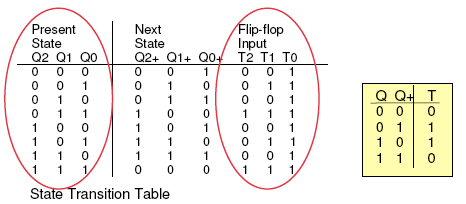 Present Next Flip-flop
State State Input
Q2 Q1 Q0 Q2+ Q1+ Q0+ T2 T1 T0
0 0 0 0 0 1 0 0 1
0 0 1 0 1 0 0 1 1
0 1 0 0 1 1 0 0 1
0 1 1 1 0 0 1 1 1
1 0 0 1 0 1 0 0 1
1 0 1 1 1 0 0 1 1
1 1 0 1 1 1 0 0 1
1 1 1 0 0 0 1 1 1
State Transition Table
Q Q+ T
0 0 0
0 1 1
1 0 1
1 1 0